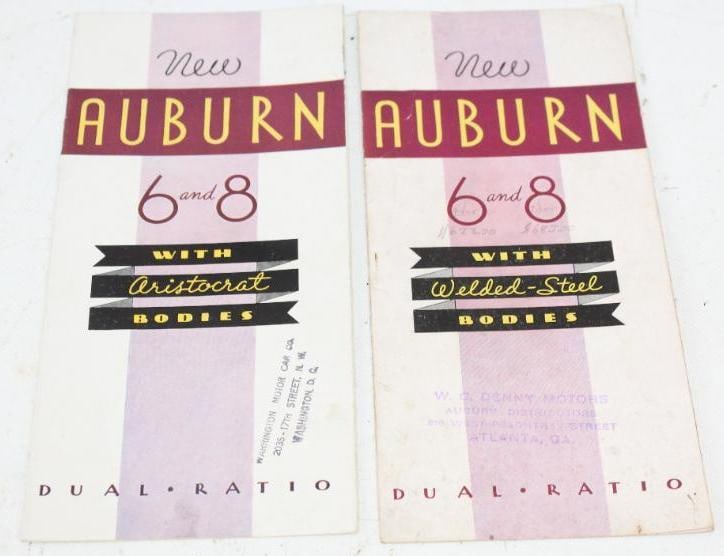 New
AUBURN
6 and 8
WITH
Aristocrat
BODIES
WARRINGTON MOTOR CAR CO.
2035-17TH STREET, N. W.
WASHINGTON, D. C.
DUAL • RATIO
New
AUBURN
6 and 8
WITH
Welded-Steel
BODIES
W. C. DENNY MOTORS
AUBURN DISTRIBUTORS
STREET
ATLANTA, GA.
DUAL • RATIO